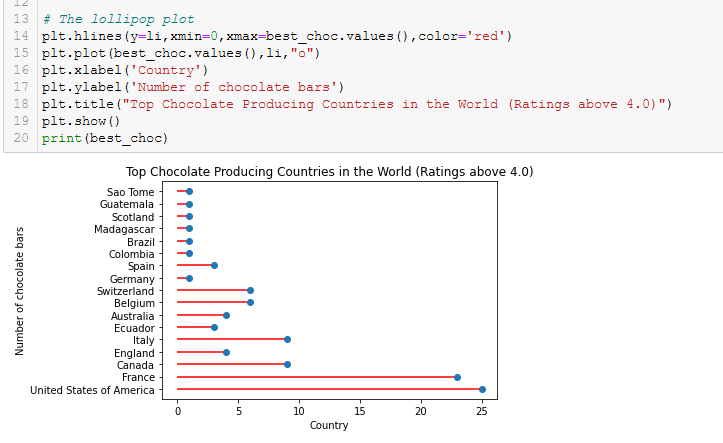 12
13 # The lollipop plot
14 plt.hlines(y=li,xmin=0,xmax=best_choc.values(),color='red')
15 plt.plot(best_choc.values(),li,"o")
16 plt.xlabel('Country')
17 plt.ylabel('Number of chocolate bars')
18 plt.title("Top Chocolate Producing Countries in the World (Ratings above 4.0)")
19 plt.show()
20 print(best_choc)
Top Chocolate Producing Countries in the World (Ratings above 4.0)
Number of chocolate bars
Sao Tome
Guatemala
Scotland
Madagascar
Brazil
Colombia
Spain
Germany
Switzerland
Belgium
Australia
Ecuador
Italy
England
Canada
France
United States of America
0 5 10 15 20 25
Country